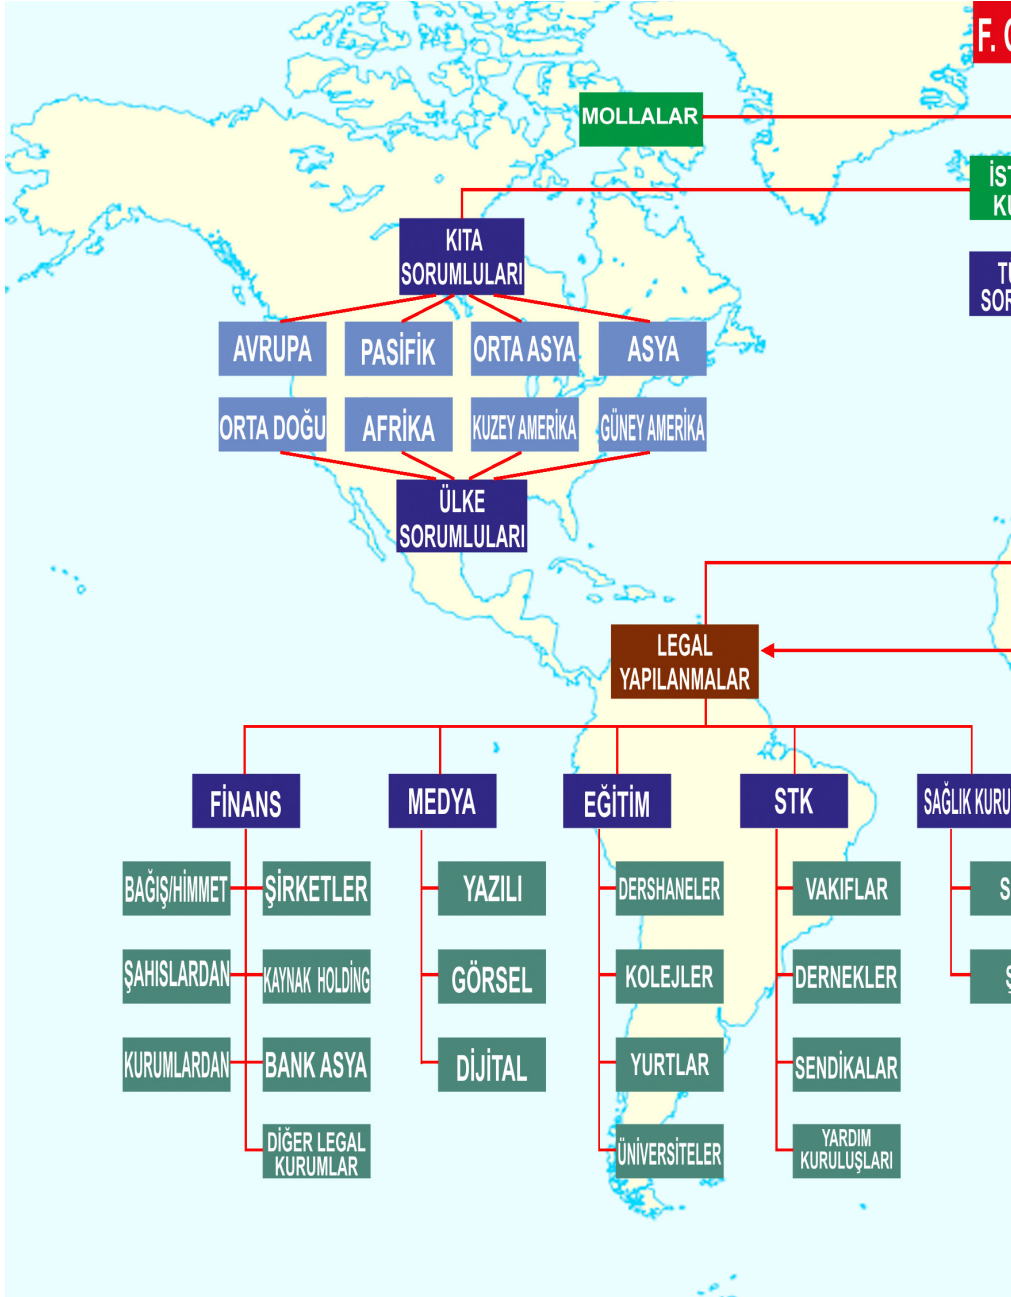 F.
MOLLALAR
KITA
SORUMLULARI
AVRUPA
PASİFİK
ORTA ASYA
ASYA
ORTA DOĞU
AFRİKA
KUZEY AMERİKA
GÜNEY AMERİKA
ÜLKE
SORUMLULARI
LEGAL
YAPILANMALAR
FİNANS
MEDYA
EĞİTİM
STK
SAĞLIK
BAĞIŞ/HİMMET
ŞİRKETLER
YAZILI
DERSHANELER
VAKIFLAR
ŞAHISLARDAN
KAYNAK HOLDİNG
GÖRSEL
KOLEJLER
DERNEKLER
KURUMLARDAN
BANK ASYA
DİJİTAL
YURTLAR
SENDİKALAR
DİĞER LEGAL
KURUMLAR
ÜNİVERSİTELER
YARDIM
KURULUŞLARI